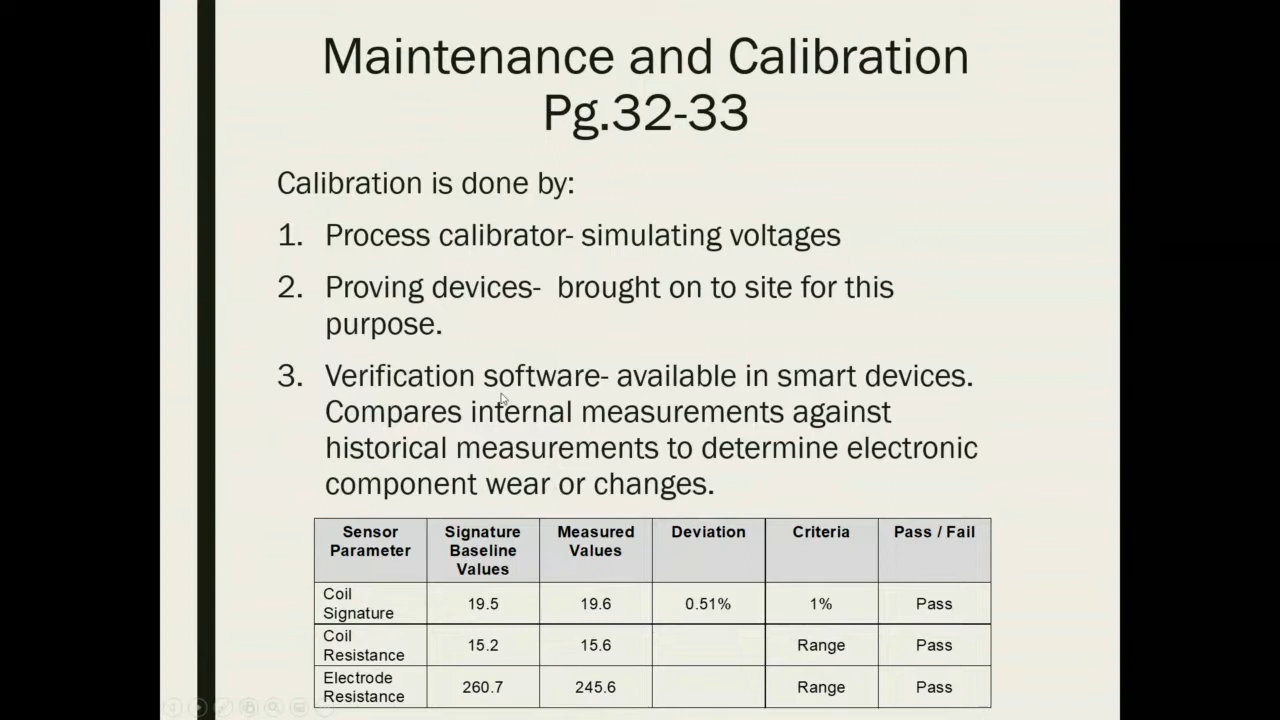 Maintenance and Calibration
Pg.32-33
Calibration is done by:
1. Process calibrator- simulating voltages
2. Proving devices- brought on to site for this
purpose.
3. Verification software- available in smart devices.
Compares internal measurements against
historical measurements to determine electronic
component wear or changes.
Sensor Parameter Signature Baseline Values Measured Values Deviation Criteria Pass / Fail
Coil Signature 19.5 19.6 0.51% 1% Pass
Coil Resistance 15.2 15.6 Range Pass
Electrode Resistance 260.7 245.6 Range Pass